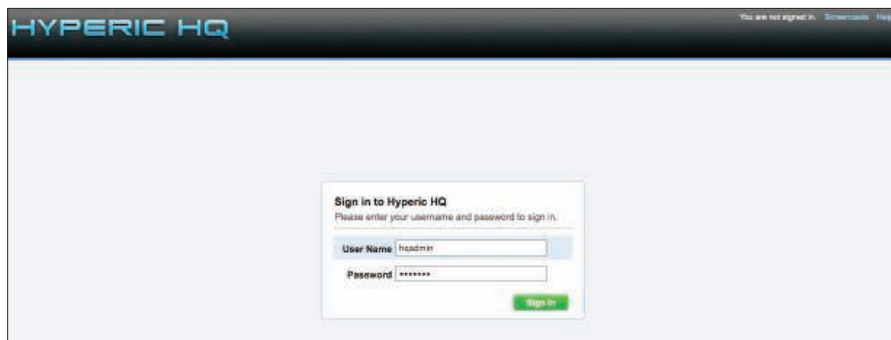 HYPERIC HQ
You are not signed in. Screencasts Help
Sign in to Hyperic HQ
Please enter your username and password to sign in.
User Name hqadmin
Password •••••••
Sign in